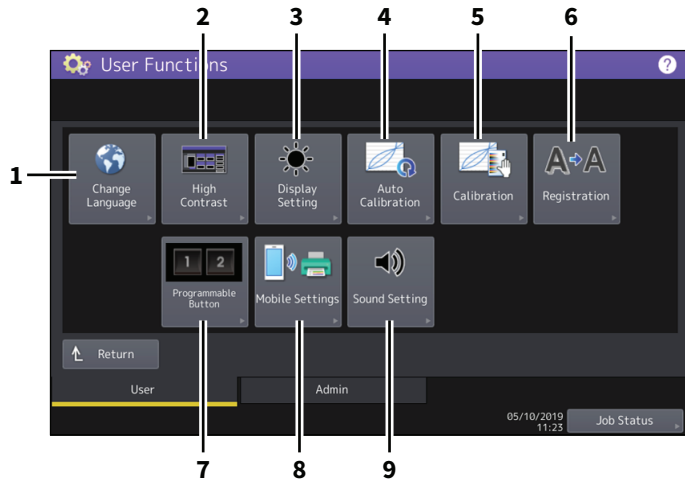 2 3 4 5 6
User Functions ?
1
Change
Language
High
Contrast
Display
Setting
Auto
Calibration
Calibration
Registration
A A
1 2
Programmable
Button
Mobile Settings
Sound Setting
Return
User Admin
05/10/2019
11:23
Job Status
7 8 9